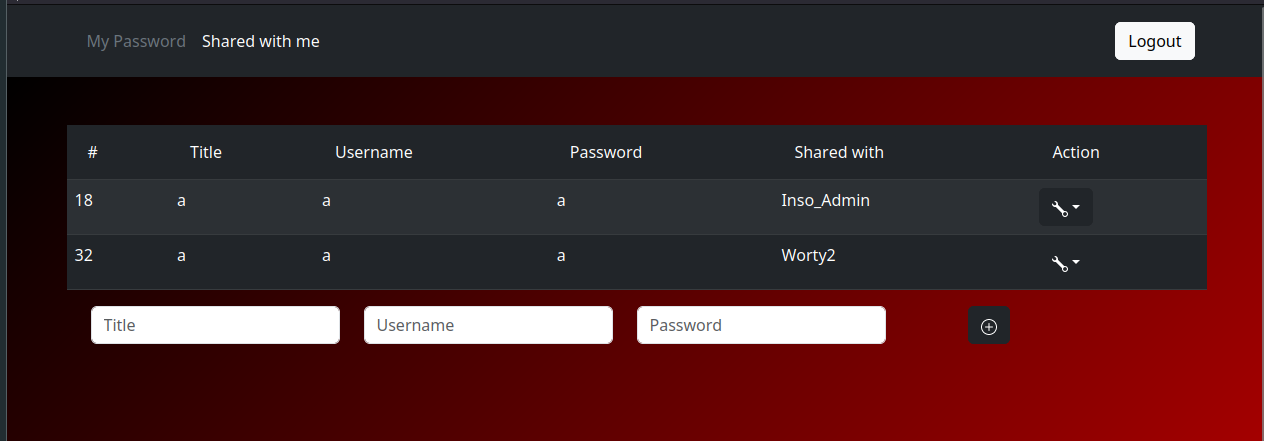 My Password Shared with me Logout
# Title Username Password Shared with Action
18 a a a Inso_Admin
32 a a a Worty2
Title Username Password